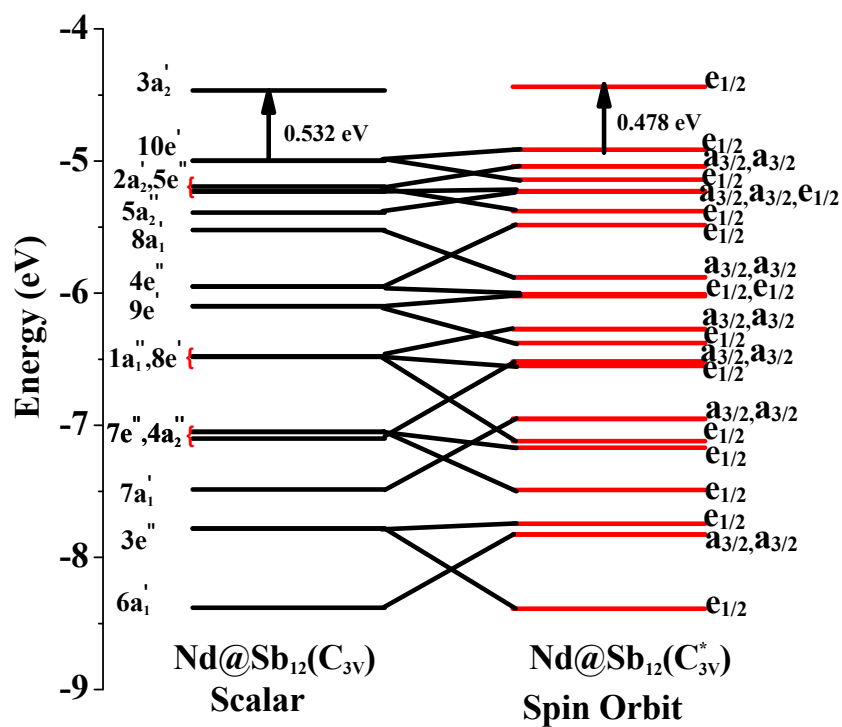 -4
-5
-6
-7
-8
-9
Energy (eV)
3a₂'
10e'
2a₂',5e"
5a₂"
8a₁'
4e"
9e'
1a₁",8e'
7e",4a₂"
7a₁'
3e"
6a₁'
0.532 eV
0.478 eV
e1/2
e1/2
a3/2,a3/2
e1/2
a3/2,a3/2,e1/2
e1/2
e1/2
a3/2,a3/2
e1/2,e1/2
a3/2,a3/2
e1/2
a3/2,a3/2
e1/2
a3/2,a3/2
e1/2
e1/2
e1/2
e1/2
a3/2,a3/2
e1/2
Nd@Sb₁₂(C₃ᵥ)
Scalar
Nd@Sb₁₂(C*₃ᵥ)
Spin Orbit